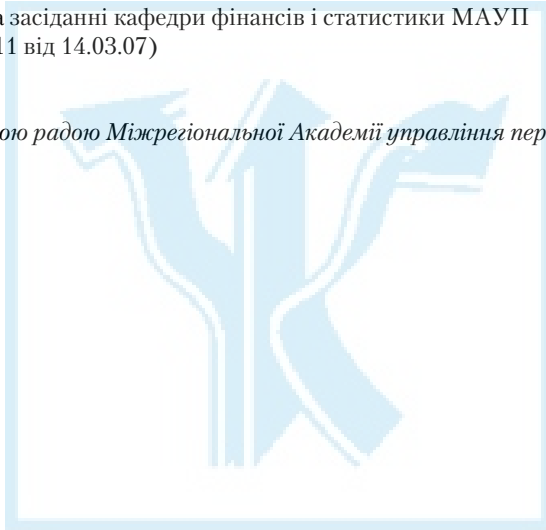 засіданні кафедри фінансів і статистики МАУП
11 від 14.03.07)
ою радою Міжрегіональної Академії управління пер